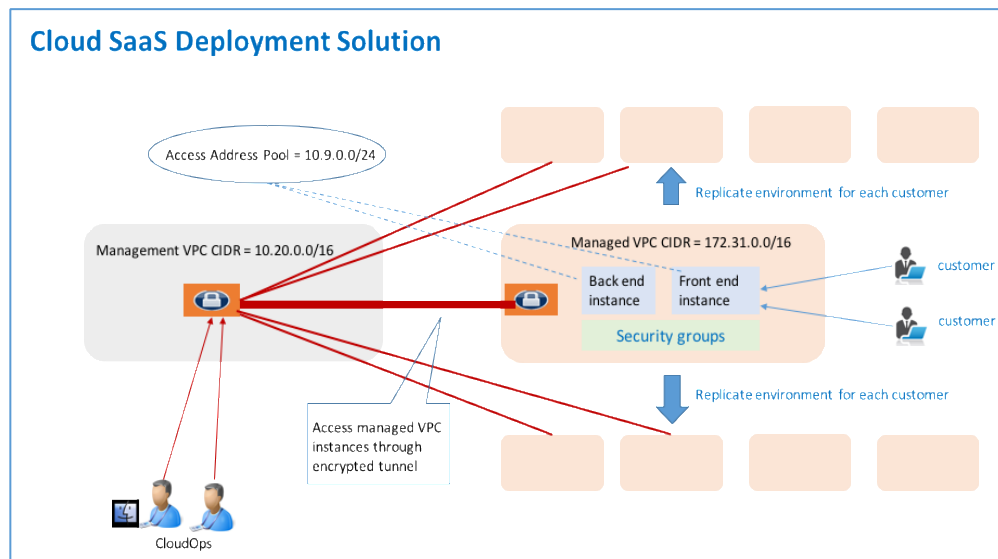 Cloud SaaS Deployment Solution
Access Address Pool = 10.9.0.0/24
Replicate environment for each customer
Management VPC CIDR = 10.20.0.0/16
Managed VPC CIDR = 172.31.0.0/16
Back end
instance
Front end
instance
customer
customer
Security groups
Replicate environment for each customer
Access managed VPC
instances through
encrypted tunnel
CloudOps